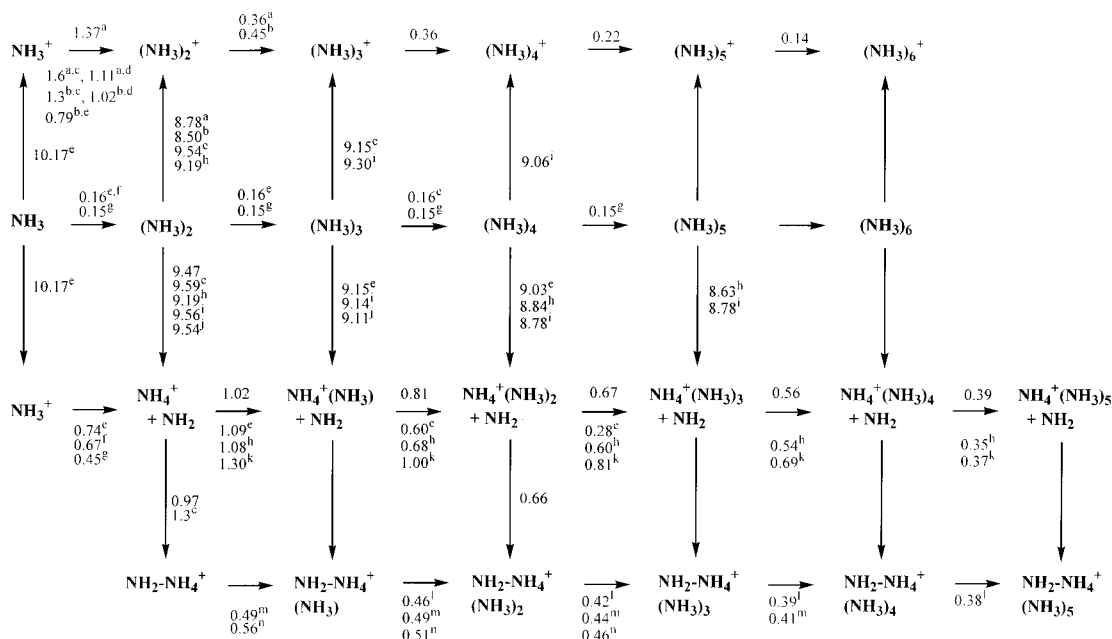 1.37ᵃ 0.36ᵃ
NH₃⁺ (NH₃)₂⁺ 0.45ᵇ (NH₃)₃⁺ 0.36 (NH₃)₄⁺ 0.22 (NH₃)₅⁺ 0.14 (NH₃)₆⁺
1.6ᵃ·ᶜ, 1.11ᵃ·ᵈ
1.3ᵇ·ᶜ, 1.02ᵇ·ᵈ
0.79ᵇ·ᵉ
8.78ᵃ
8.50ᵇ
10.17ᵉ 9.54ᶜ 9.15ᵉ 9.06ⁱ
9.19ʰ 9.30ⁱ
0.16ᵉ·ᶠ 0.16ᵉ 0.16ᶜ
NH₃ 0.15ᵍ (NH₃)₂ 0.15ᵍ (NH₃)₃ 0.15ᵍ (NH₃)₄ 0.15ᵍ (NH₃)₅ (NH₃)₆
9.47
10.17ᵉ 9.59ᶜ 9.15ᵉ 9.03ᵉ 8.63ʰ
9.19ʰ 9.14ⁱ 8.84ʰ 8.78ⁱ
9.56ⁱ 9.11ʲ 8.78ⁱ
9.54ʲ
NH₄⁺ 1.02 NH₄⁺(NH₃) 0.81 NH₄⁺(NH₃)₂ 0.67 NH₄⁺(NH₃)₃ 0.56 NH₄⁺(NH₃)₄ 0.39 NH₄⁺(NH₃)₅
NH₃⁺ + NH₂ + NH₂ + NH₂ + NH₂ + NH₂ + NH₂
0.74ᶜ 1.09ᵉ 0.60ᶜ 0.28ᶜ 0.54ʰ 0.35ʰ
0.67ᶠ 1.08ʰ 0.68ʰ 0.60ʰ 0.69ᵏ 0.37ᵏ
0.45ᵍ 1.30ᵏ 1.00ᵏ 0.81ᵏ
0.97 0.66
1.3ᶜ
NH₂-NH₄⁺ NH₂-NH₄⁺ NH₂-NH₄⁺ NH₂-NH₄⁺ NH₂-NH₄⁺ NH₂-NH₄⁺
(NH₃) (NH₃)₂ (NH₃)₃ (NH₃)₄ (NH₃)₅
0.49ᵐ 0.46ˡ 0.42ˡ 0.39ˡ 0.38ˡ
0.56ⁿ 0.49ᵐ 0.44ᵐ 0.41ᵐ
0.51ⁿ 0.46ⁿ